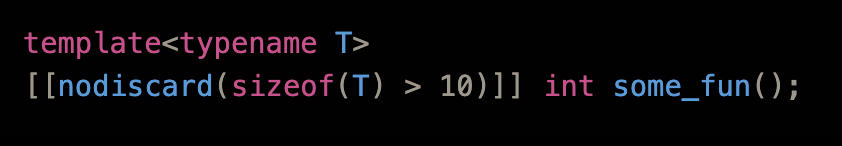 template<typename T>
[[nodiscard(sizeof(T) > 10)]] int some_fun();